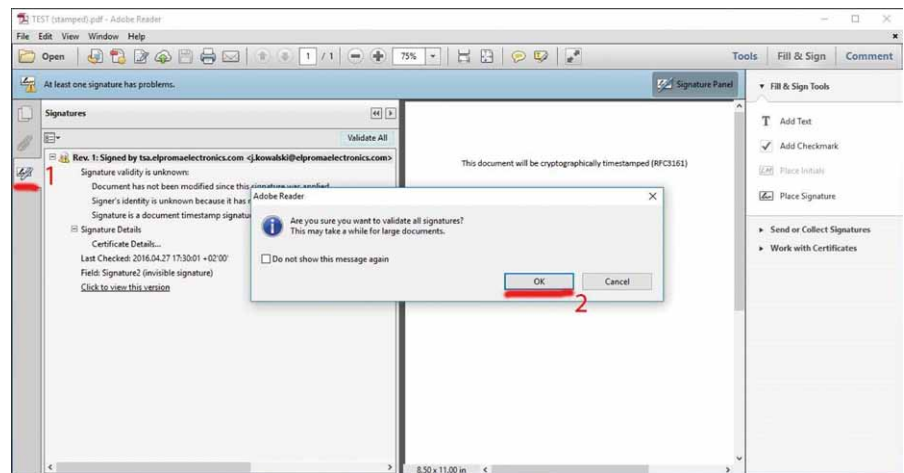 TEST (stamped).pdf - Adobe Reader
File Edit View Window Help
Open 1 / 1 75% Tools Fill & Sign Comment
At least one signature has problems.
Signature Panel
Signatures
Validate All
Rev. 1: Signed by tsa.elpromaelectronics.com <j.kowalski@elpromaelectronics.com>
Signature validity is unknown:
Document has not been modified since this signature was applied
Signer's identity is unknown because it has
Signature is a document timestamp signatu
Signature Details
Certificate Details...
Last Checked: 2016.04.27 17:30:01 +02'00'
Field: Signature2 (invisible signature)
Click to view this version
1
This document will be cryptographically timestamped (RFC3161)
Adobe Reader
Are you sure you want to validate all signatures?
This may take a while for large documents.
Do not show this message again
OK Cancel
2
8,50 x 11,00 in
Fill & Sign Tools
Add Text
Add Checkmark
Place Initials
Place Signature
Send or Collect Signatures
Work with Certificates